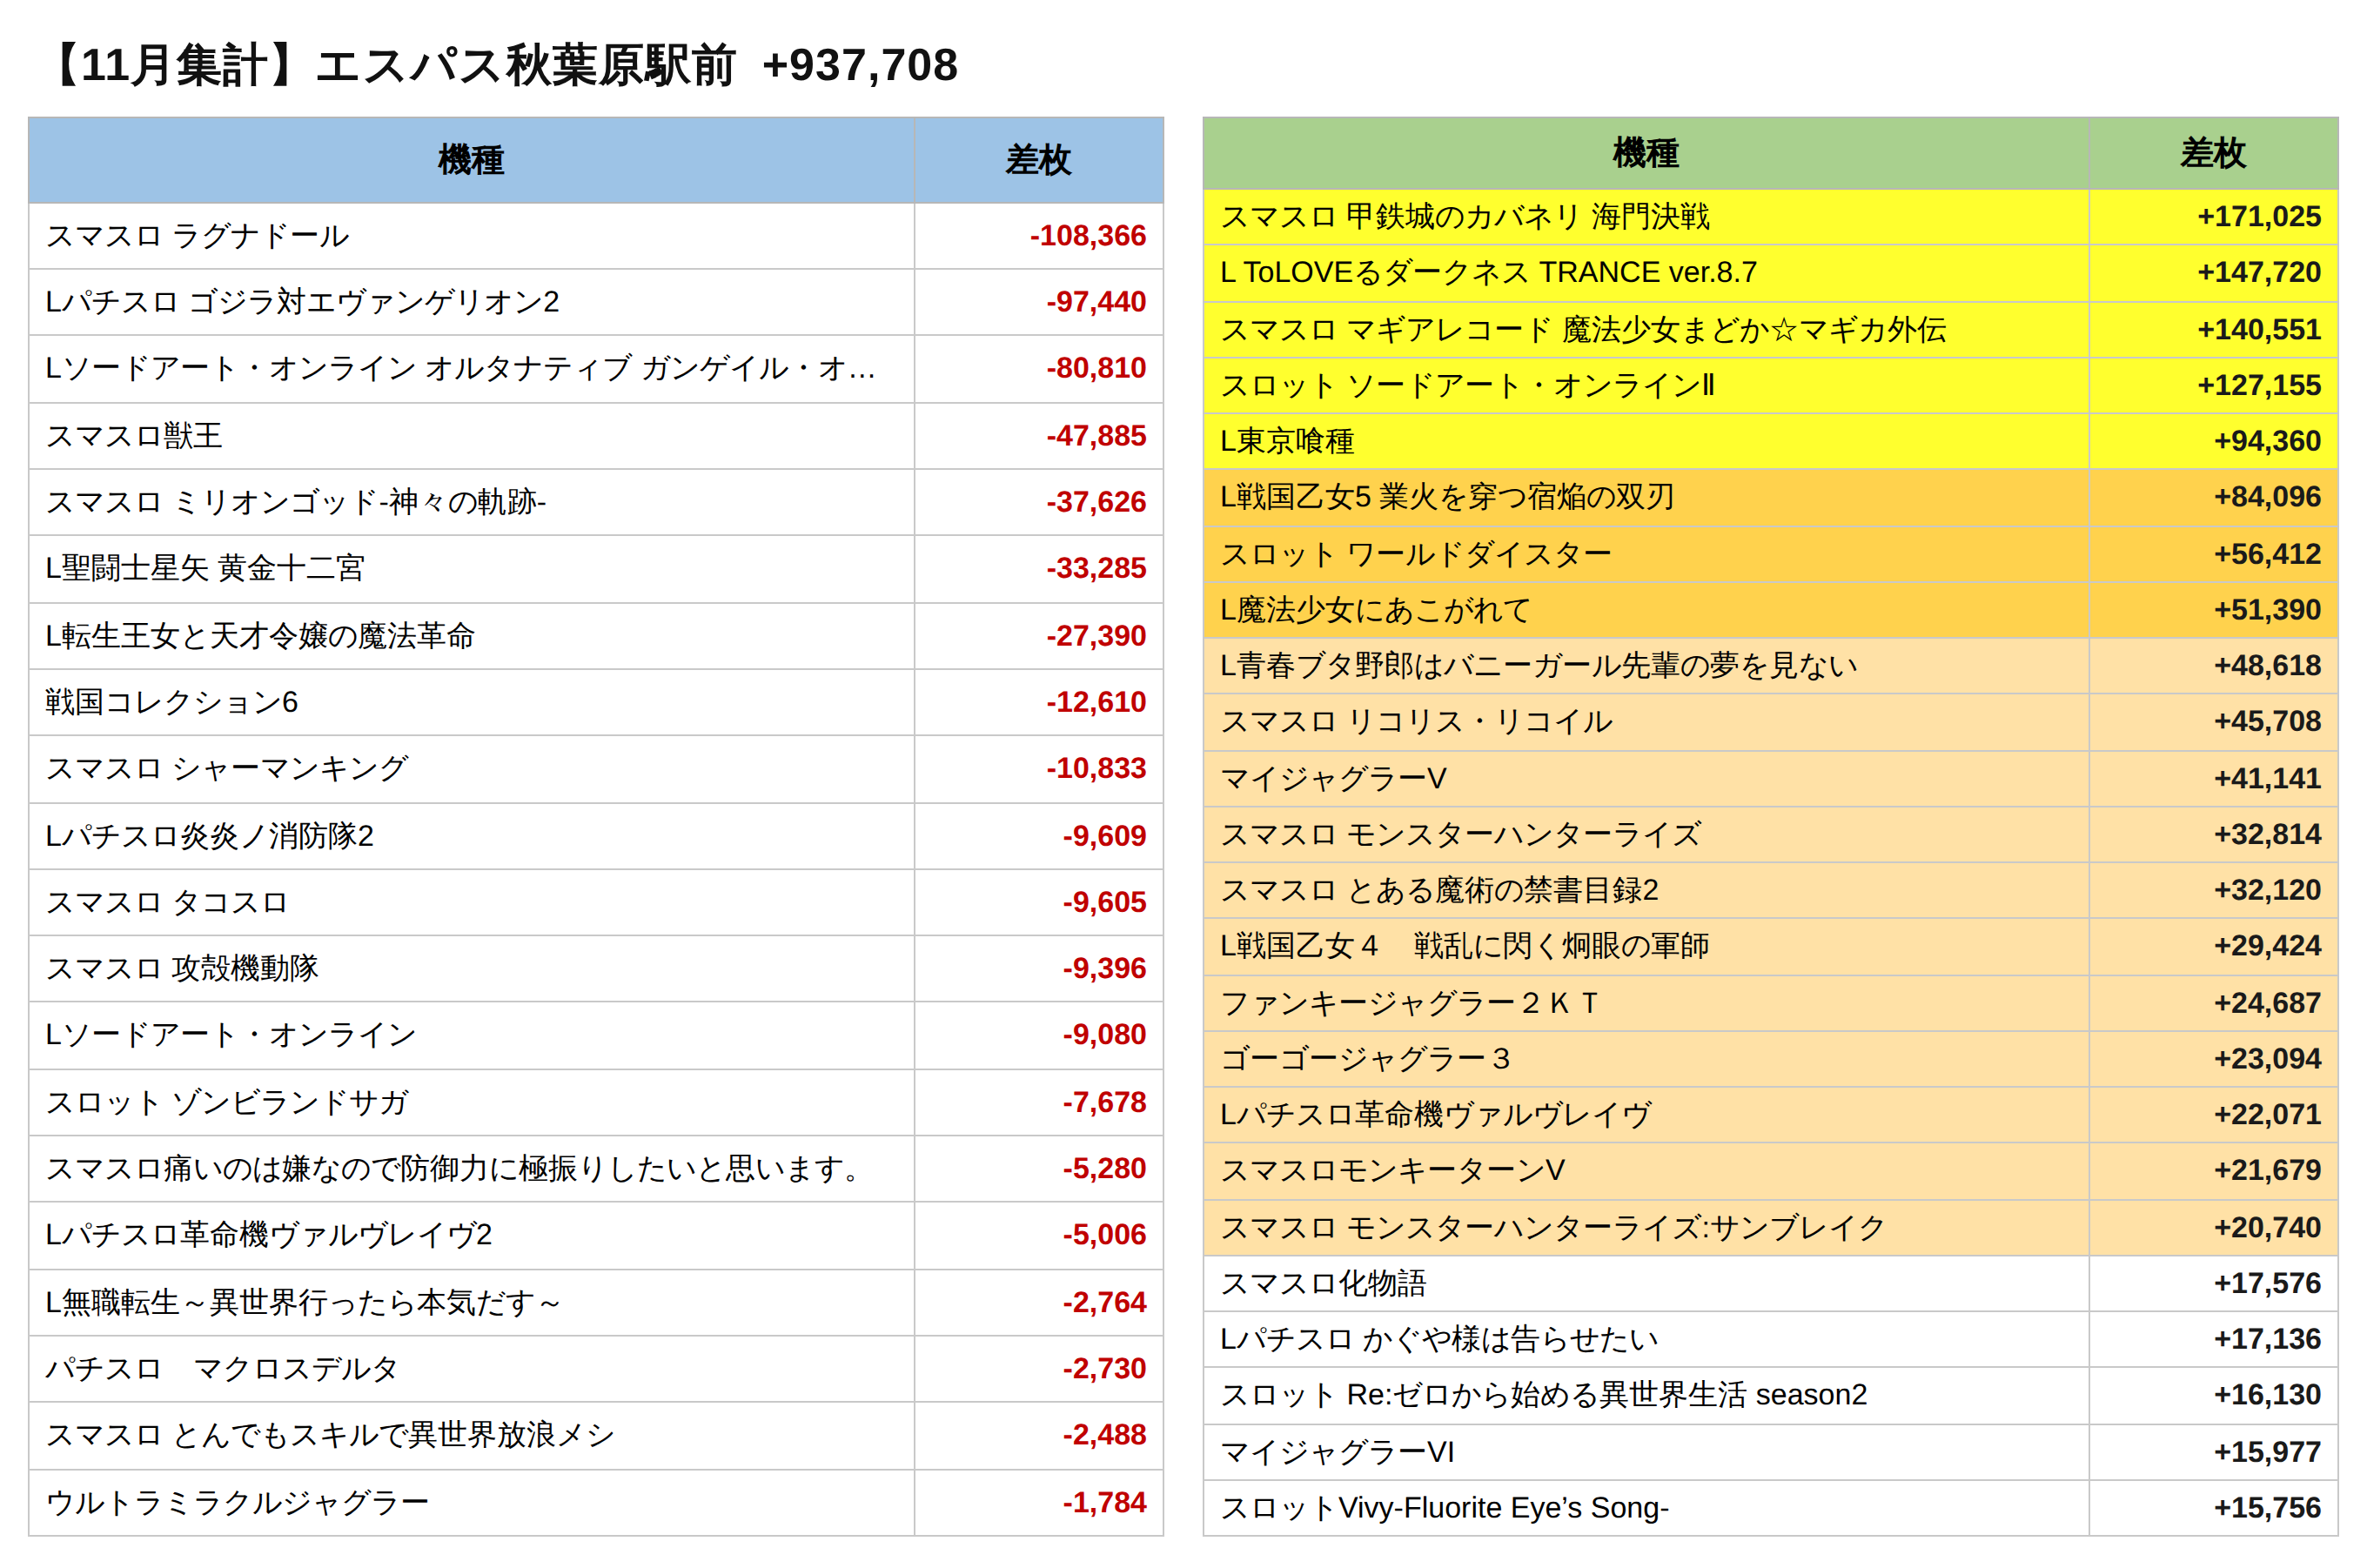 【11月集計】エスパス秋葉原駅前 +937,708
機種 差枚
スマスロ ラグナドール -108,366
Lパチスロ ゴジラ対エヴァンゲリオン2 -97,440
Lソードアート・オンライン オルタナティブ ガンゲイル・オ… -80,810
スマスロ獣王 -47,885
スマスロ ミリオンゴッド-神々の軌跡- -37,626
L聖闘士星矢 黄金十二宮 -33,285
L転生王女と天才令嬢の魔法革命 -27,390
戦国コレクション6 -12,610
スマスロ シャーマンキング -10,833
Lパチスロ炎炎ノ消防隊2 -9,609
スマスロ タコスロ -9,605
スマスロ 攻殻機動隊 -9,396
Lソードアート・オンライン -9,080
スロット ゾンビランドサガ -7,678
スマスロ痛いのは嫌なので防御力に極振りしたいと思います。 -5,280
Lパチスロ革命機ヴァルヴレイヴ2 -5,006
L無職転生～異世界行ったら本気だす～ -2,764
パチスロ　マクロスデルタ -2,730
スマスロ とんでもスキルで異世界放浪メシ -2,488
ウルトラミラクルジャグラー -1,784
機種 差枚
スマスロ 甲鉄城のカバネリ 海門決戦 +171,025
L ToLOVEるダークネス TRANCE ver.8.7 +147,720
スマスロ マギアレコード 魔法少女まどか☆マギカ外伝 +140,551
スロット ソードアート・オンラインⅡ +127,155
L東京喰種 +94,360
L戦国乙女5 業火を穿つ宿焔の双刃 +84,096
スロット ワールドダイスター +56,412
L魔法少女にあこがれて +51,390
L青春ブタ野郎はバニーガール先輩の夢を見ない +48,618
スマスロ リコリス・リコイル +45,708
マイジャグラーV +41,141
スマスロ モンスターハンターライズ +32,814
スマスロ とある魔術の禁書目録2 +32,120
L戦国乙女４　戦乱に閃く炯眼の軍師 +29,424
ファンキージャグラー２ＫＴ +24,687
ゴーゴージャグラー３ +23,094
Lパチスロ革命機ヴァルヴレイヴ +22,071
スマスロモンキーターンV +21,679
スマスロ モンスターハンターライズ:サンブレイク +20,740
スマスロ化物語 +17,576
Lパチスロ かぐや様は告らせたい +17,136
スロット Re:ゼロから始める異世界生活 season2 +16,130
マイジャグラーVI +15,977
スロットVivy-Fluorite Eye’s Song- +15,756